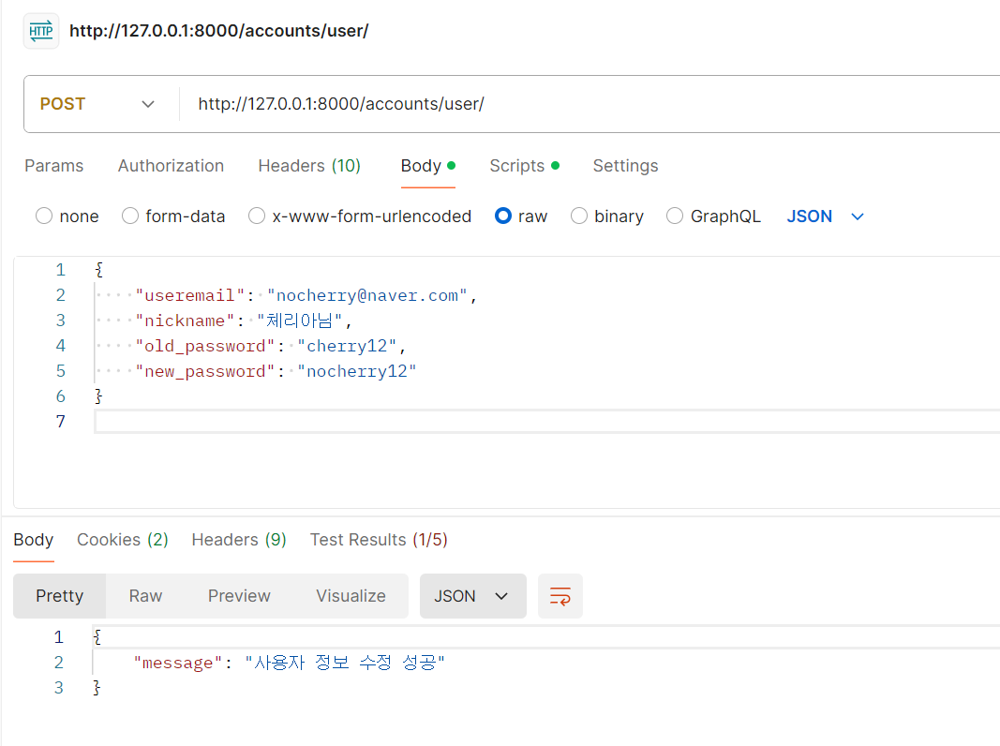 HTTP http://127.0.0.1:8000/accounts/user/
POST http://127.0.0.1:8000/accounts/user/
Params Authorization Headers (10) Body Scripts Settings
none form-data x-www-form-urlencoded raw binary GraphQL JSON
1 {
2 "useremail": "nocherry@naver.com",
3 "nickname": "체리아님",
4 "old_password": "cherry12",
5 "new_password": "nocherry12"
6 }
7
Body Cookies (2) Headers (9) Test Results (1/5)
Pretty Raw Preview Visualize JSON
1 {
2 "message": "사용자 정보 수정 성공"
3 }